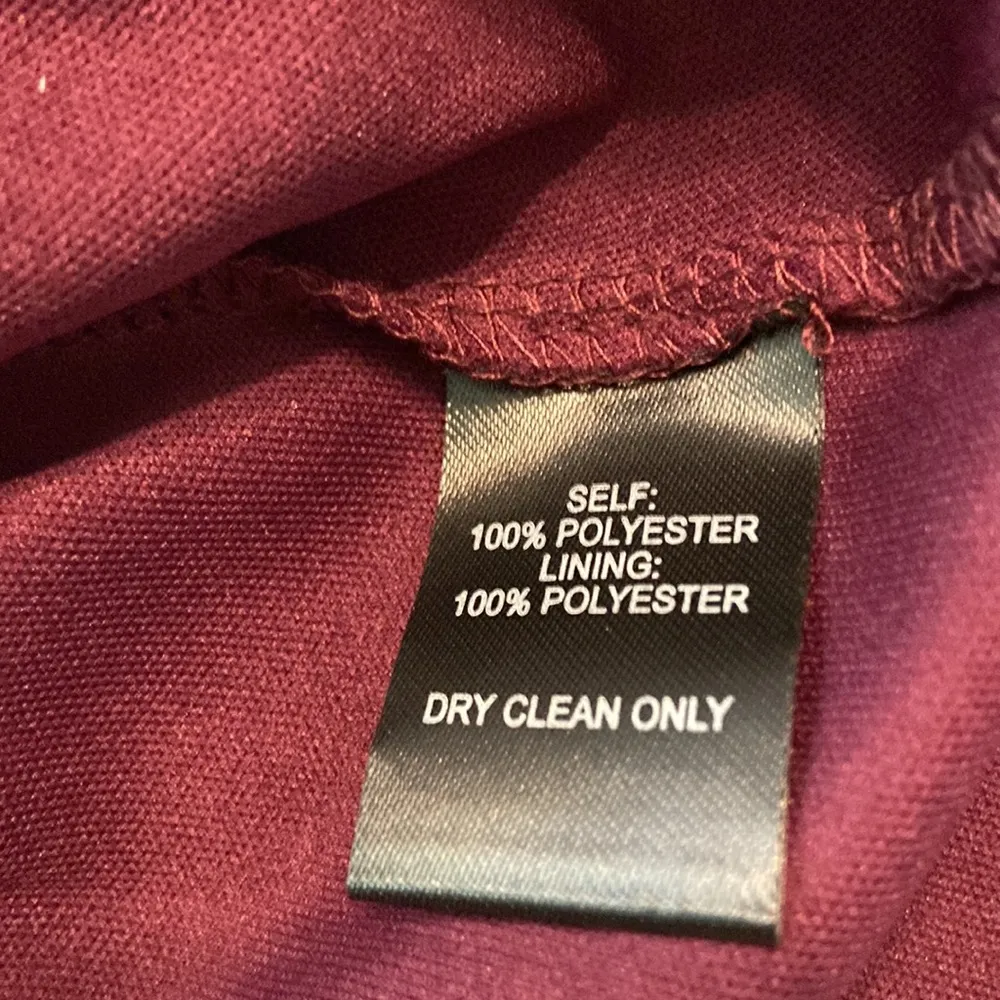 SELF:
100% POLYESTER
LINING:
100% POLYESTER
DRY CLEAN ONLY